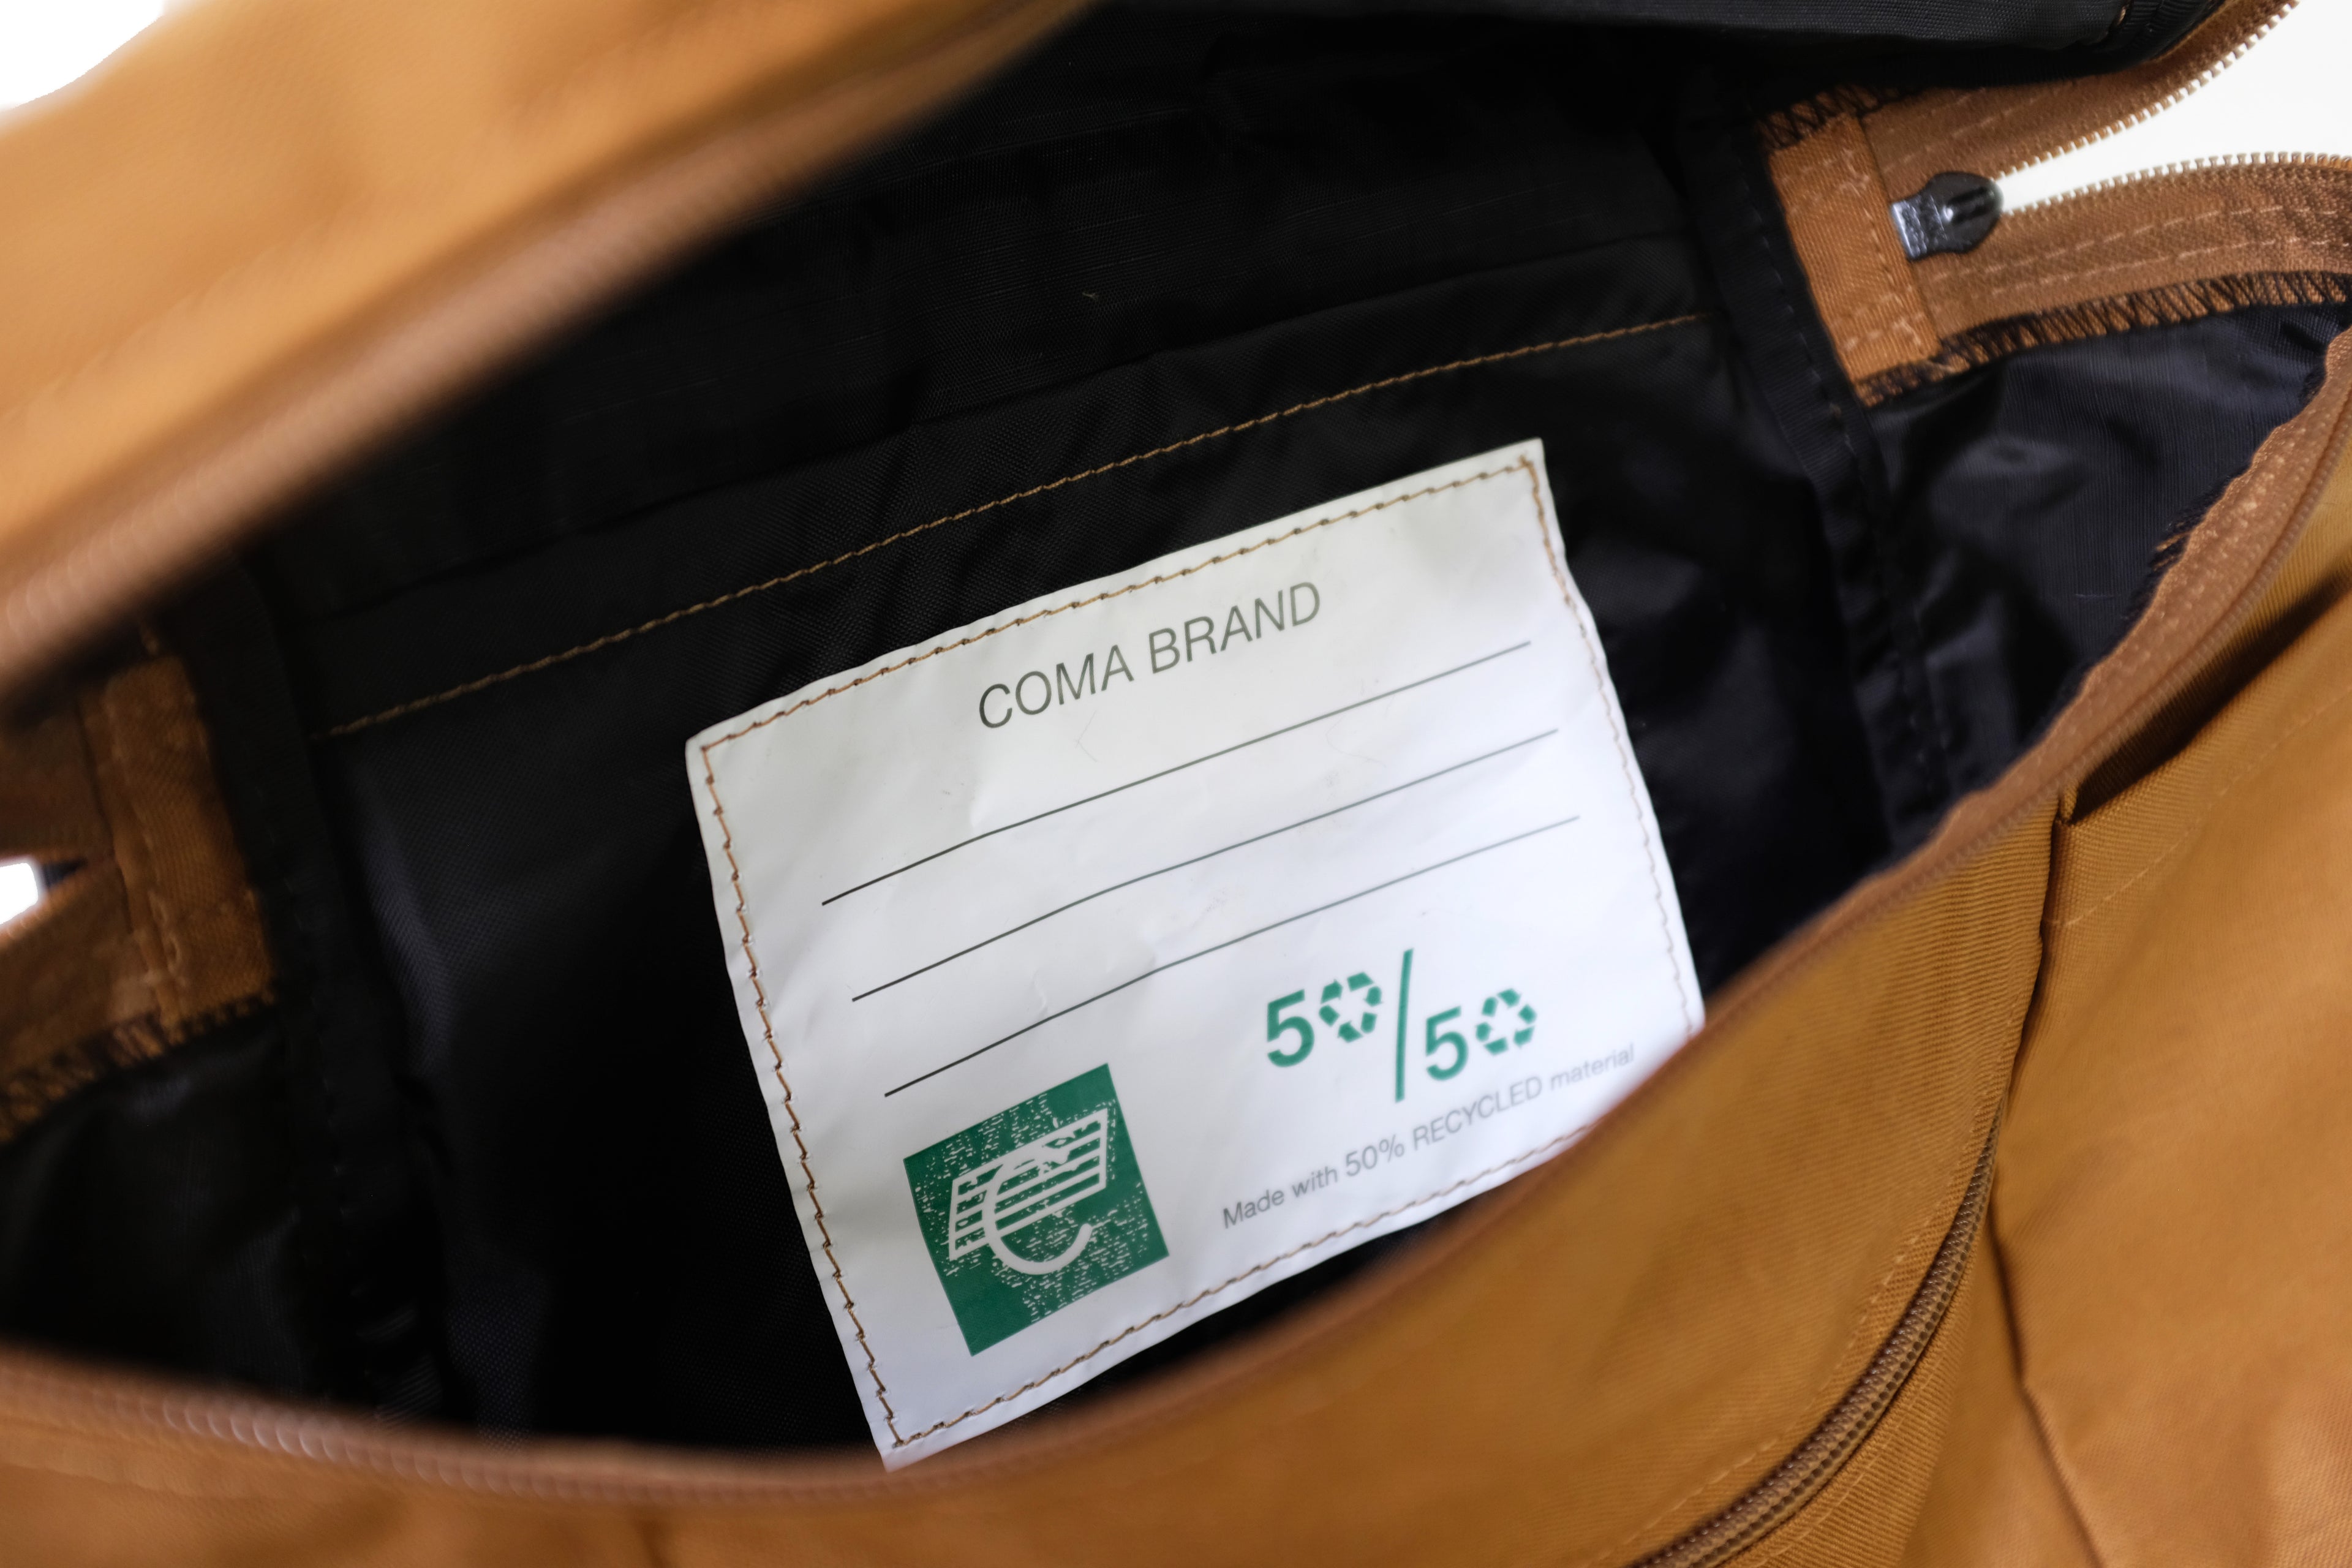 COMA BRAND
50/50
Made with 50% RECYCLED material